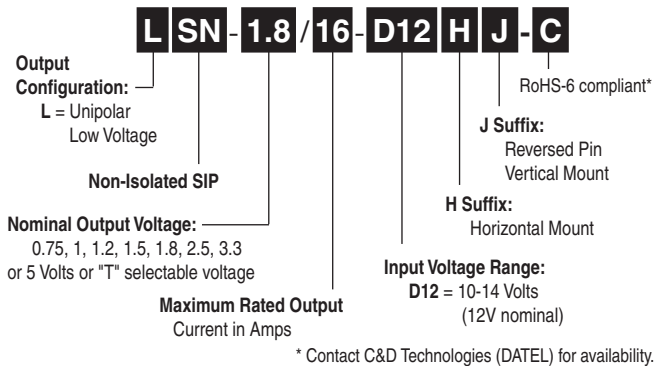 L SN - 1.8 / 16 - D12 H J - C
Output
Configuration:
L = Unipolar
Low Voltage
Non-Isolated SIP
Nominal Output Voltage:
0.75, 1, 1.2, 1.5, 1.8, 2.5, 3.3
or 5 Volts or "T" selectable voltage
Maximum Rated Output
Current in Amps
Input Voltage Range:
D12 = 10-14 Volts
(12V nominal)
H Suffix:
Horizontal Mount
J Suffix:
Reversed Pin
Vertical Mount
RoHS-6 compliant*
* Contact C&D Technologies (DATEL) for availability.